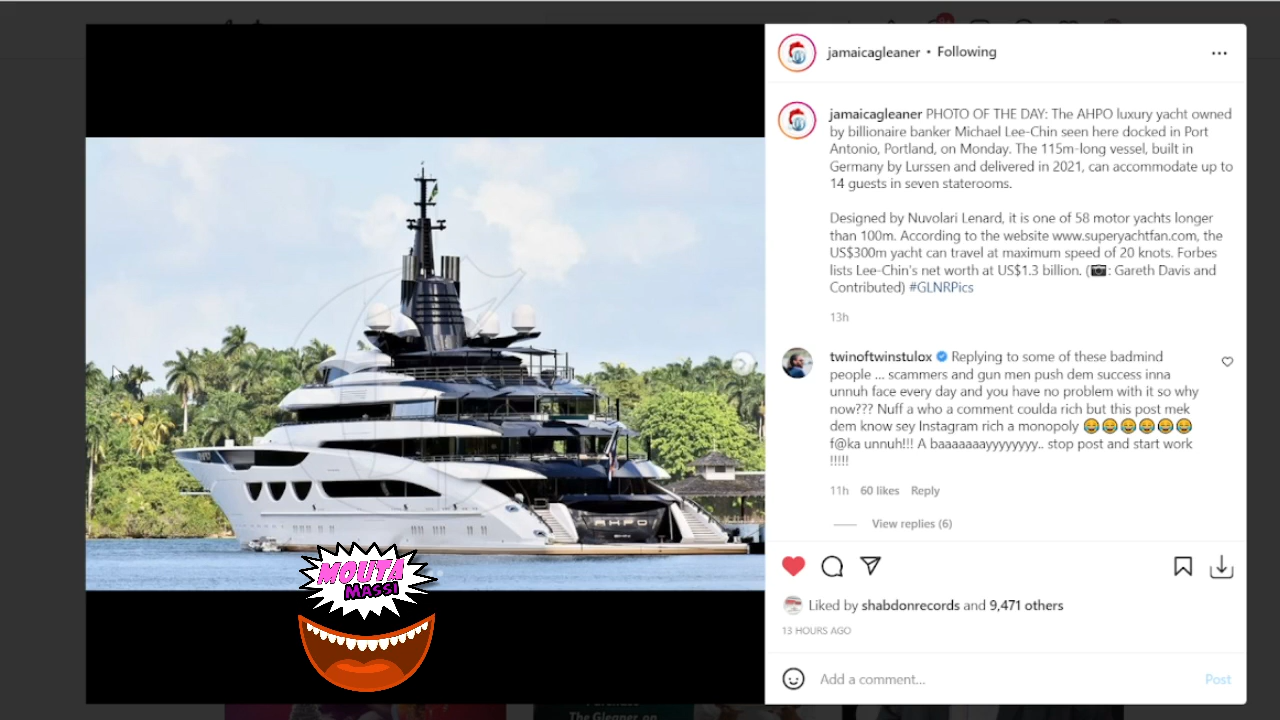 jamaicagleaner • Following
jamaicagleaner PHOTO OF THE DAY: The AHPO luxury yacht owned
by billionaire banker Michael Lee-Chin seen here docked in Port
Antonio, Portland, on Monday. The 115m-long vessel, built in
Germany by Lurssen and delivered in 2021, can accommodate up to
14 guests in seven staterooms.
Designed by Nuvolari Lenard, it is one of 58 motor yachts longer
than 100m. According to the website www.superyachtfan.com, the
US$300m yacht can travel at maximum speed of 20 knots. Forbes
lists Lee-Chin's net worth at US$1.3 billion. (📷: Gareth Davis and
Contributed) #GLNRPics
13h
twinoftwinstulox Replying to some of these badmind
people ... scammers and gun men push dem success inna
unnuh face every day and you have no problem with it so why
now??? Nuff a who a comment coulda rich but this post mek
dem know sey Instagram rich a monopoly 😂😂😂😂😂😂
f@ka unnuh!!! A baaaaaaayyyyyyyy.. stop post and start work
!!!!!
11h 60 likes Reply
View replies (6)
Liked by shabdonrecords and 9,471 others
13 HOURS AGO
Add a comment... Post
AHPO
MOUTA
MASSI
The Gleaner on